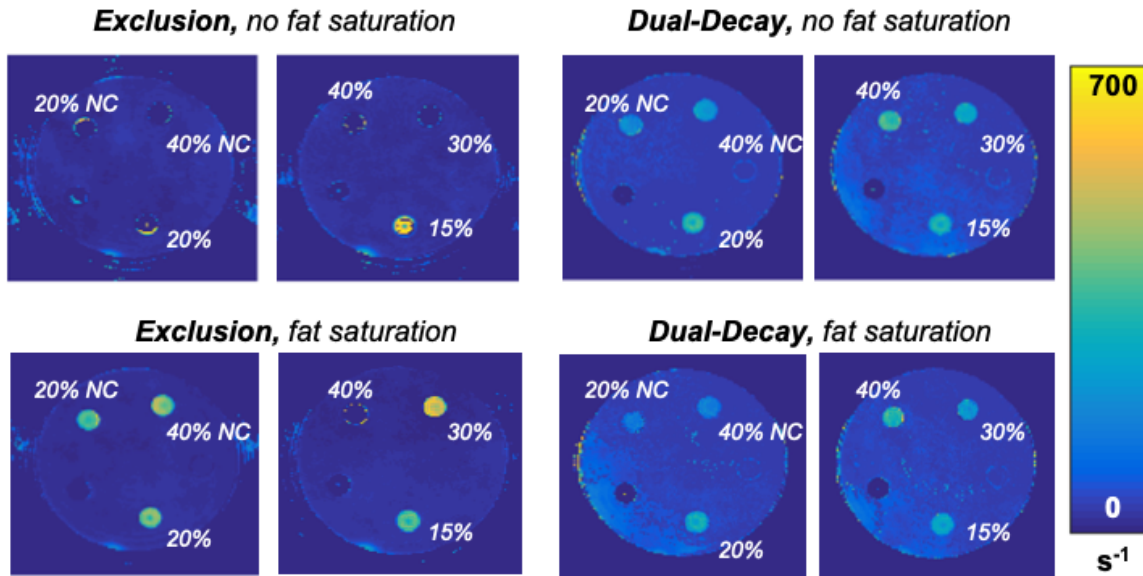 Exclusion, no fat saturation
Dual-Decay, no fat saturation
20% NC
40% NC
20%
40%
30%
15%
20% NC
40% NC
20%
40%
30%
15%
700
0
s-1
Exclusion, fat saturation
Dual-Decay, fat saturation
20% NC
40% NC
20%
40%
30%
15%
20% NC
40% NC
20%
40%
30%
15%